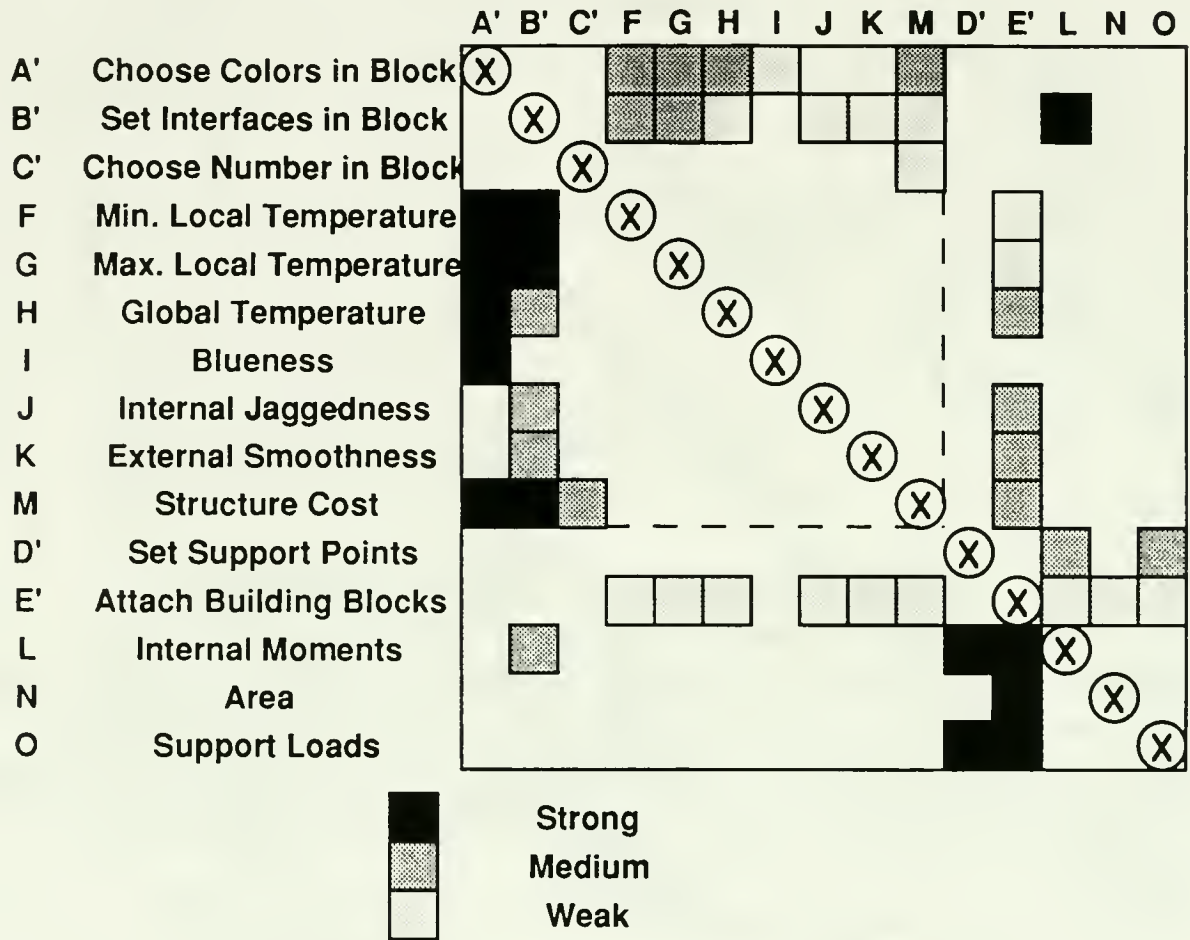 A' B' C' F G H I J K M D' E' L N O
A' Choose Colors in Block X
B' Set Interfaces in Block X
C' Choose Number in Block X
F Min. Local Temperature X
G Max. Local Temperature X
H Global Temperature X
I Blueness X
J Internal Jaggedness X
K External Smoothness X
M Structure Cost X
D' Set Support Points X
E' Attach Building Blocks X
L Internal Moments X
N Area X
O Support Loads X
Strong
Medium
Weak